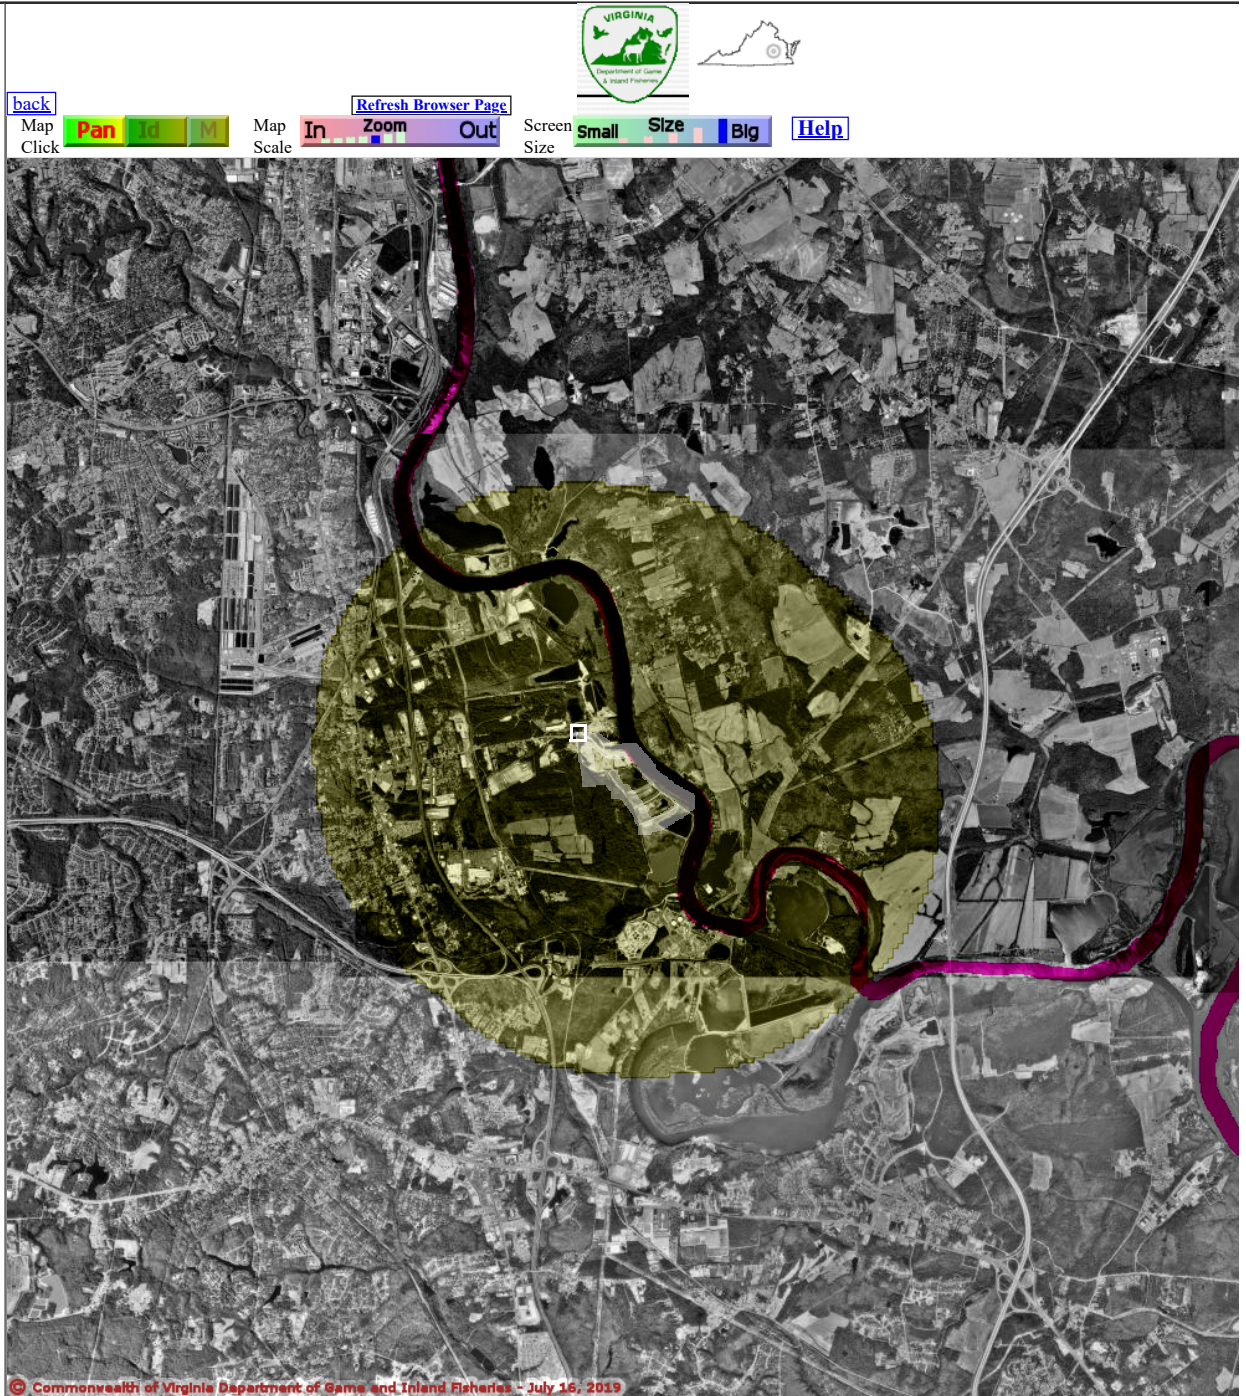 VIRGINIA
Department of Game
& Inland Fisheries
back
Refresh Browser Page
Map Click
Pan Id M
Map Scale
In Zoom Out
Screen Size
Small Size Big
Help
© Commonwealth of Virginia Department of Game and Inland Fisheries - July 16, 2019